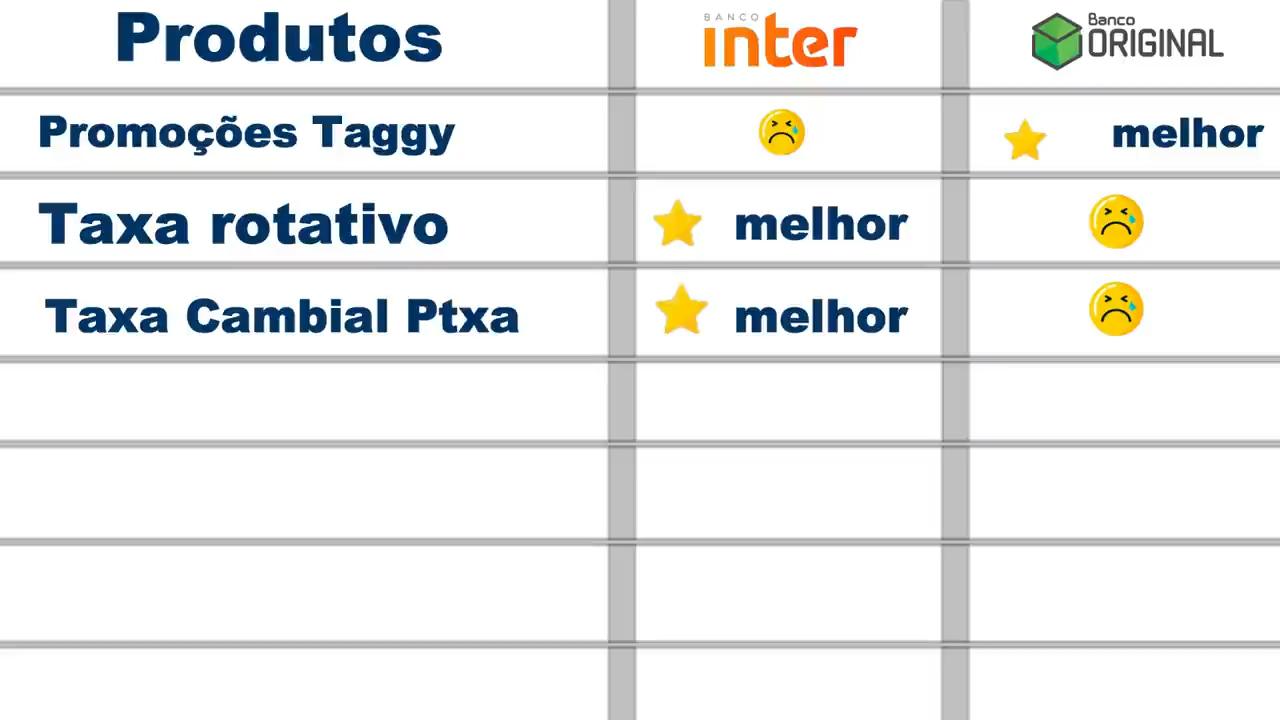 Produtos
BANCO
inter
Banco
ORIGINAL
Promoções Taggy
melhor
Taxa rotativo
melhor
Taxa Cambial Ptxa
melhor